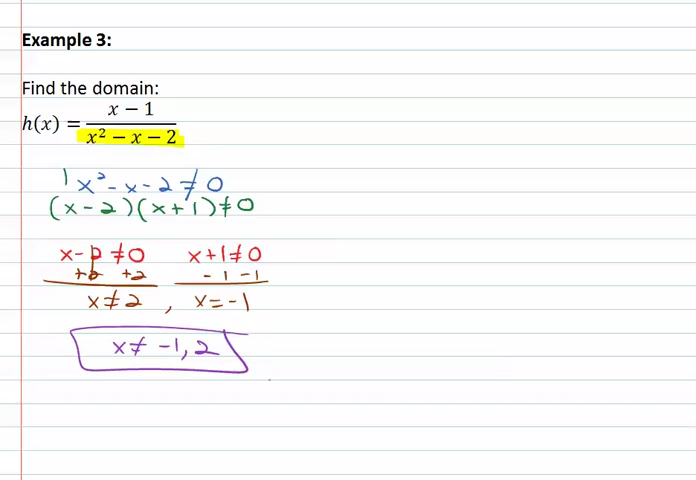 Example 3:
Find the domain:
h(x) = (x − 1)/(x² − x − 2)
1x² - x - 2 ≠ 0
(x - 2)(x + 1) ≠ 0
x - 2 ≠ 0 x + 1 ≠ 0
+2 +2 - 1 - 1
x ≠ 2 , x = -1
x ≠ -1, 2